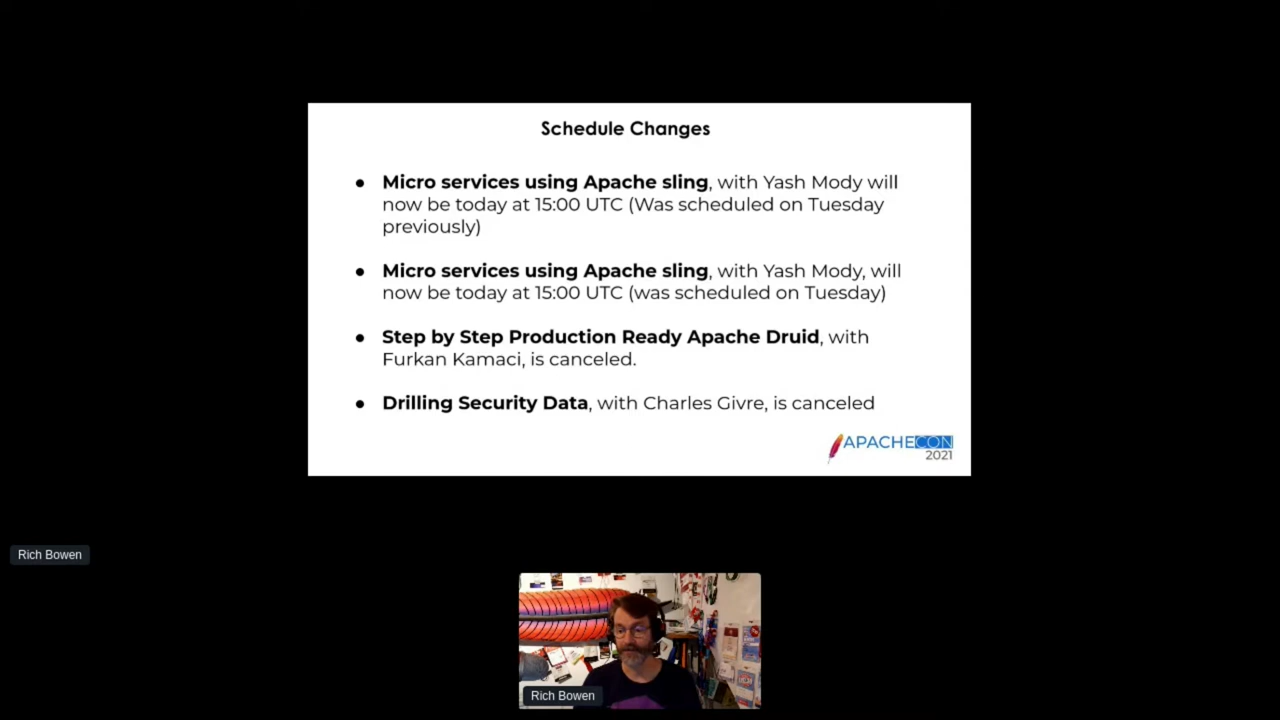 Schedule Changes
● Micro services using Apache sling, with Yash Mody will
now be today at 15:00 UTC (Was scheduled on Tuesday
previously)
● Micro services using Apache sling, with Yash Mody, will
now be today at 15:00 UTC (was scheduled on Tuesday)
● Step by Step Production Ready Apache Druid, with
Furkan Kamaci, is canceled.
● Drilling Security Data, with Charles Givre, is canceled
APACHECON
2021
Rich Bowen
Rich Bowen